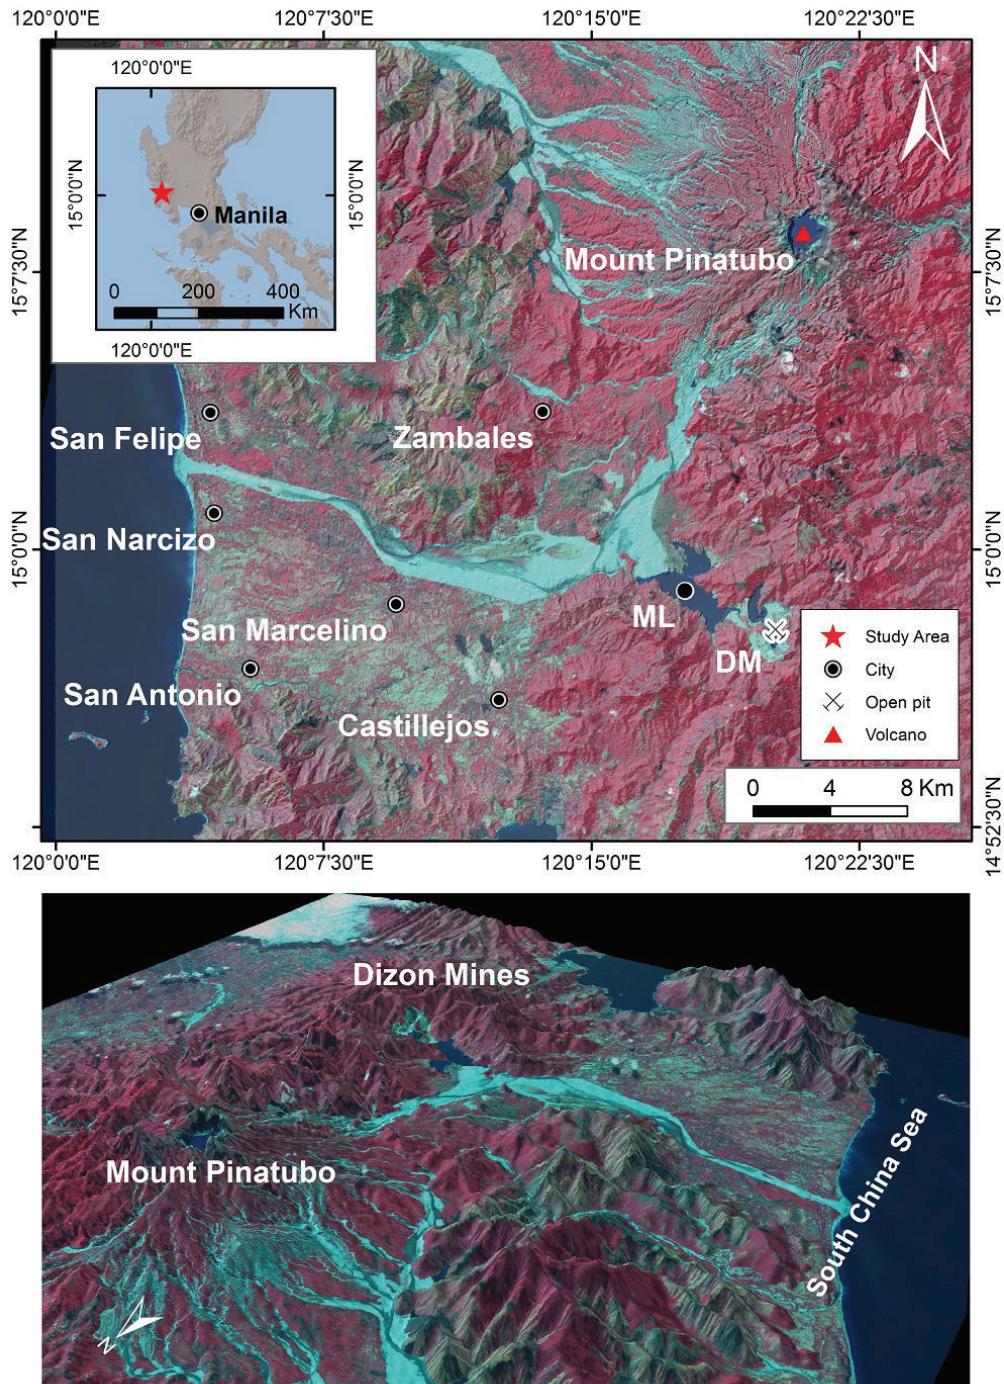 120°0'0"E 120°7'30"E 120°15'0"E 120°22'30"E
120°0'0"E
15°0'0"N
15°0'0"N
Manila
0 200 400
Km
120°0'0"E
N
Mount Pinatubo
15°7'30"N
15°7'30"N
San Felipe
Zambales
San Narcizo
15°0'0"N
15°0'0"N
San Marcelino
ML
DM
San Antonio
Castillejos
Study Area
City
Open pit
Volcano
0 4 8 Km
14°52'30"N
120°0'0"E 120°7'30"E 120°15'0"E 120°22'30"E
Dizon Mines
Mount Pinatubo
South China Sea
N